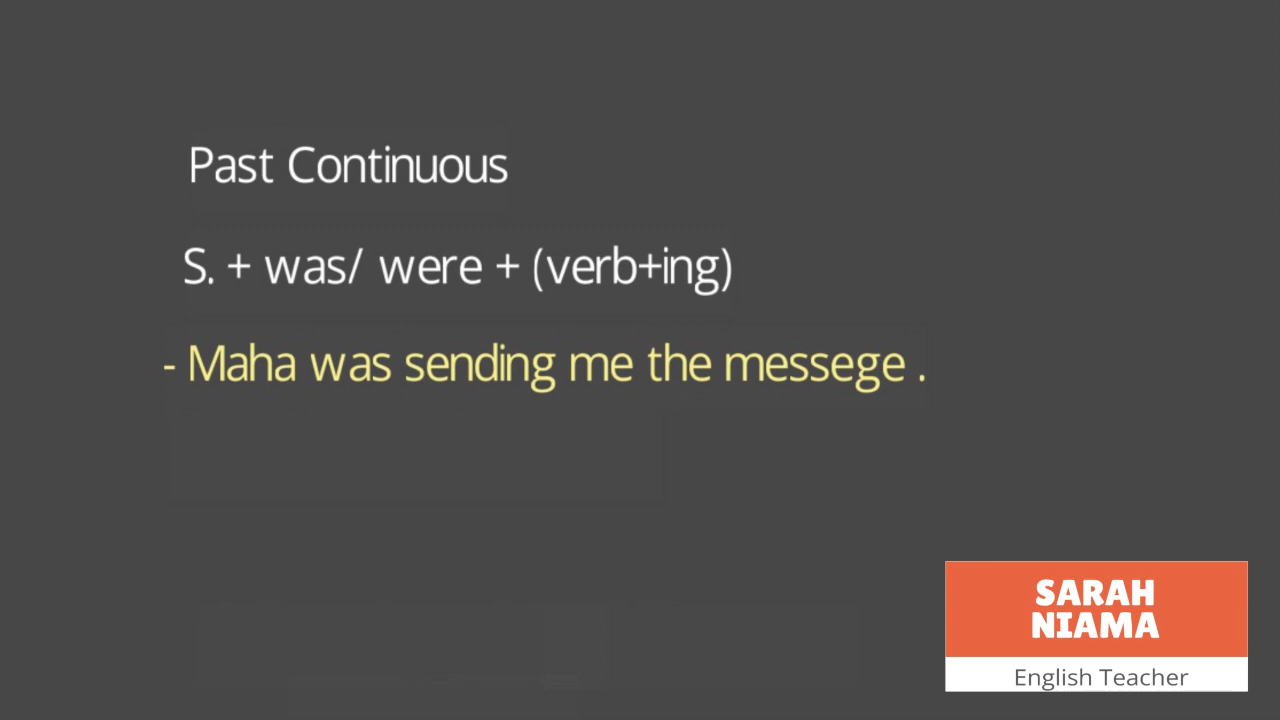 Past Continuous
S. + was/ were + (verb+ing)
- Maha was sending me the messege .
SARAH
NIAMA
English Teacher